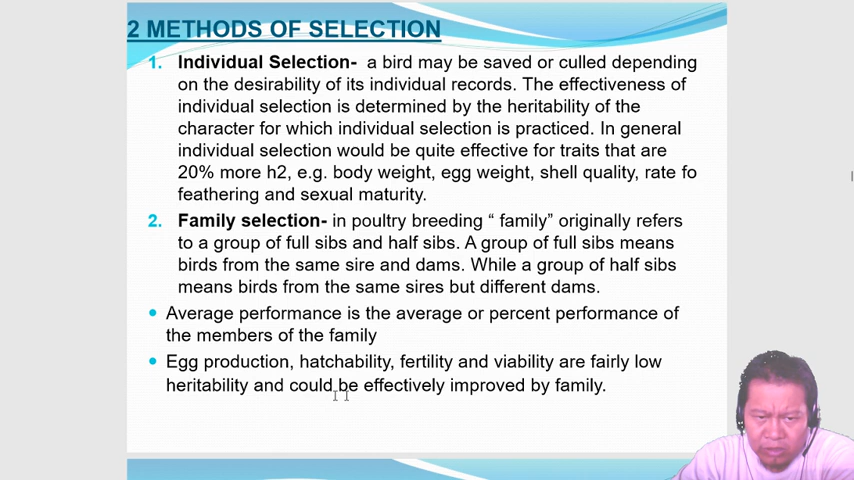 2 METHODS OF SELECTION
1. Individual Selection- a bird may be saved or culled depending
on the desirability of its individual records. The effectiveness of
individual selection is determined by the heritability of the
character for which individual selection is practiced. In general
individual selection would be quite effective for traits that are
20% more h2, e.g. body weight, egg weight, shell quality, rate fo
feathering and sexual maturity.
2. Family selection- in poultry breeding “ family” originally refers
to a group of full sibs and half sibs. A group of full sibs means
birds from the same sire and dams. While a group of half sibs
means birds from the same sires but different dams.
• Average performance is the average or percent performance of
the members of the family
• Egg production, hatchability, fertility and viability are fairly low
heritability and could be effectively improved by family.